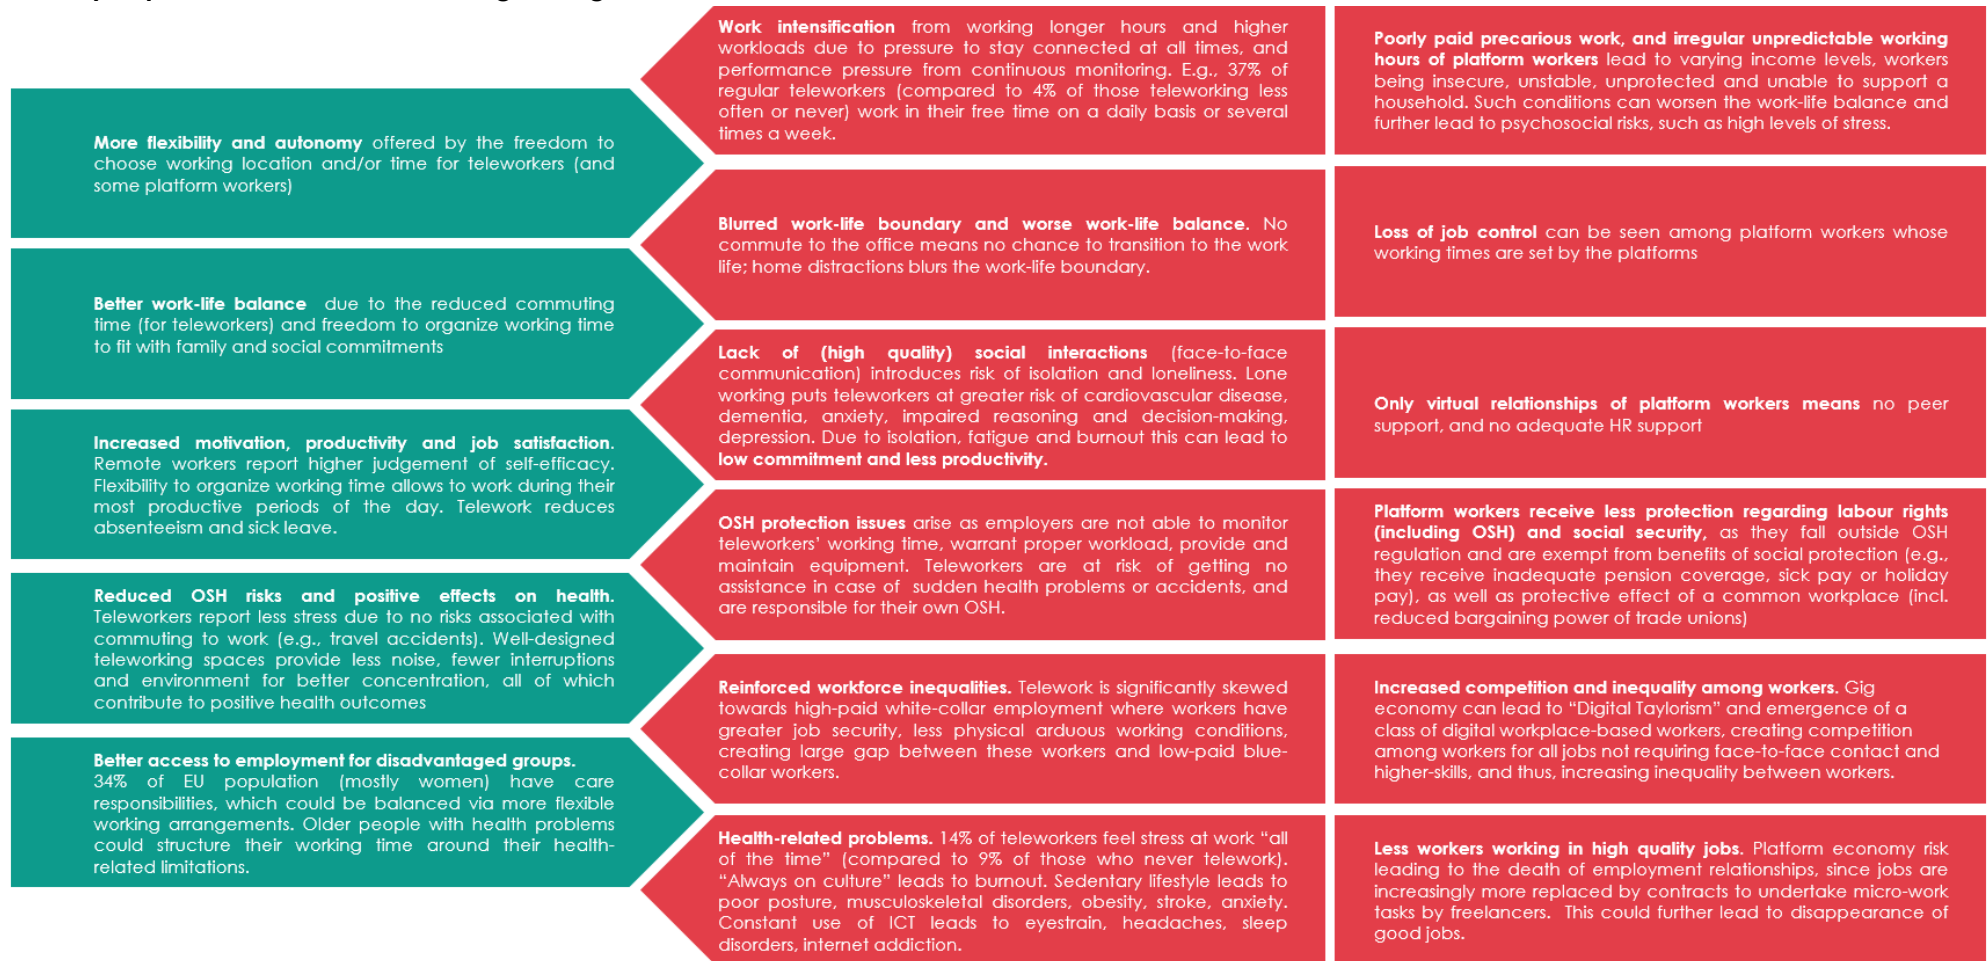 More flexibility and autonomy offered by the freedom to
choose working location and/or time for teleworkers (and
some platform workers)
Better work-life balance due to the reduced commuting
time (for teleworkers) and freedom to organize working time
to fit with family and social commitments
Increased motivation, productivity and job satisfaction.
Remote workers report higher judgement of self-efficacy.
Flexibility to organize working time allows to work during their
most productive periods of the day. Telework reduces
absenteeism and sick leave.
Reduced OSH risks and positive effects on health.
Teleworkers report less stress due to no risks associated with
commuting to work (e.g., travel accidents). Well-designed
teleworking spaces provide less noise, fewer interruptions
and environment for better concentration, all of which
contribute to positive health outcomes
Better access to employment for disadvantaged groups.
34% of EU population (mostly women) have care
responsibilities, which could be balanced via more flexible
working arrangements. Older people with health problems
could structure their working time around their health-
related limitations.
Work intensification from working longer hours and higher
workloads due to pressure to stay connected at all times, and
performance pressure from continuous monitoring. E.g., 37% of
regular teleworkers (compared to 4% of those teleworking less
often or never) work in their free time on a daily basis or several
times a week.
Blurred work-life boundary and worse work-life balance. No
commute to the office means no chance to transition to the work
life; home distractions blurs the work-life boundary.
Lack of (high quality) social interactions (face-to-face
communication) introduces risk of isolation and loneliness. Lone
working puts teleworkers at greater risk of cardiovascular disease,
dementia, anxiety, impaired reasoning and decision-making,
depression. Due to isolation, fatigue and burnout this can lead to
low commitment and less productivity.
OSH protection issues arise as employers are not able to monitor
teleworkers' working time, warrant proper workload, provide and
maintain equipment. Teleworkers are at risk of getting no
assistance in case of sudden health problems or accidents, and
are responsible for their own OSH.
Reinforced workforce inequalities. Telework is significantly skewed
towards high-paid white-collar employment where workers have
greater job security, less physical arduous working conditions,
creating large gap between these workers and low-paid blue-
collar workers.
Health-related problems. 14% of teleworkers feel stress at work “all
of the time” (compared to 9% of those who never telework).
“Always on culture” leads to burnout. Sedentary lifestyle leads to
poor posture, musculoskeletal disorders, obesity, stroke, anxiety.
Constant use of ICT leads to eyestrain, headaches, sleep
disorders, internet addiction.
Poorly paid precarious work, and irregular unpredictable working
hours of platform workers lead to varying income levels, workers
being insecure, unstable, unprotected and unable to support a
household. Such conditions can worsen the work-life balance and
further lead to psychosocial risks, such as high levels of stress.
Loss of job control can be seen among platform workers whose
working times are set by the platforms
Only virtual relationships of platform workers means no peer
support, and no adequate HR support
Platform workers receive less protection regarding labour rights
(including OSH) and social security, as they fall outside OSH
regulation and are exempt from benefits of social protection (e.g.,
they receive inadequate pension coverage, sick pay or holiday
pay), as well as protective effect of a common workplace (incl.
reduced bargaining power of trade unions)
Increased competition and inequality among workers. Gig
economy can lead to “Digital Taylorism” and emergence of a
class of digital workplace-based workers, creating competition
among workers for all jobs not requiring face-to-face contact and
higher-skills, and thus, increasing inequality between workers.
Less workers working in high quality jobs. Platform economy risk
leading to the death of employment relationships, since jobs are
increasingly more replaced by contracts to undertake micro-work
tasks by freelancers. This could further lead to disappearance of
good jobs.